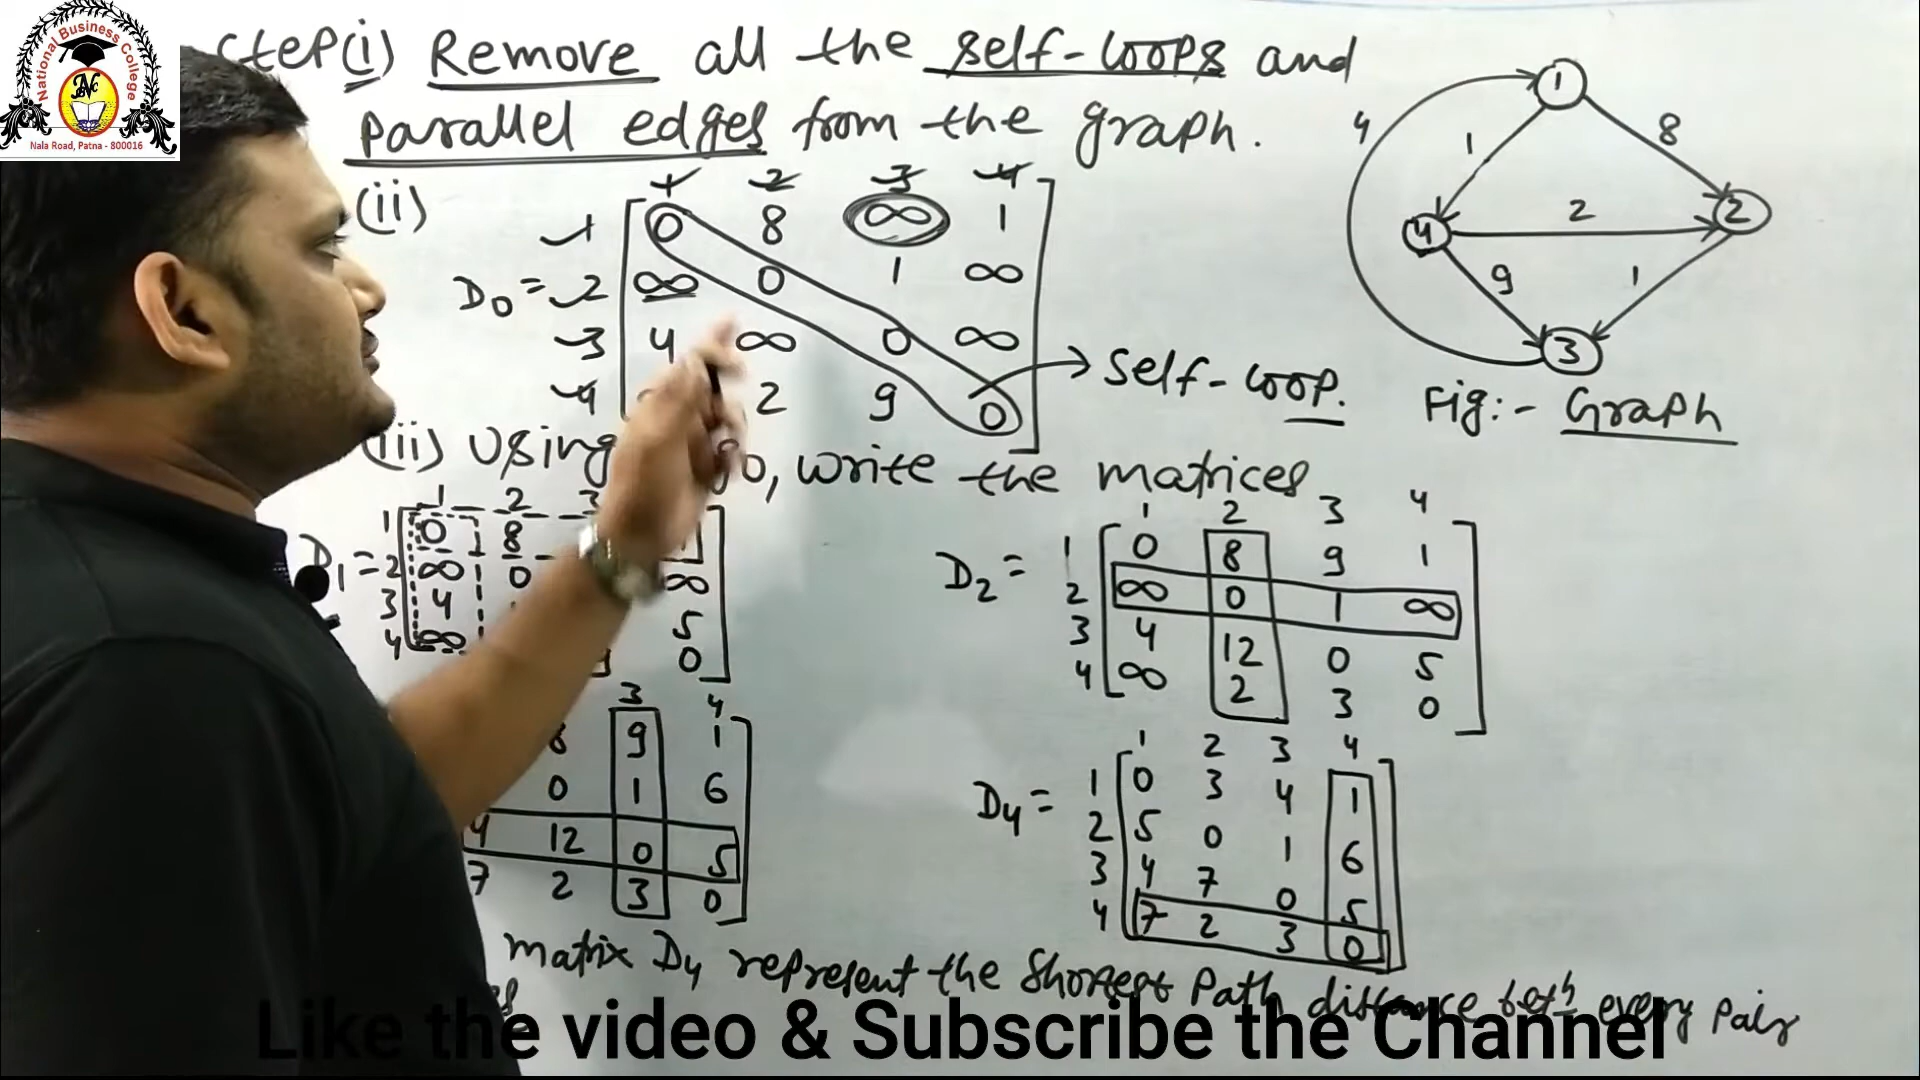 National Business College
NbC
Nala Road, Patna - 800016
Step(i) Remove all the self-loops and
parallel edges from the graph.
(ii)
1 2 3 4
1 0 8 ∞ 1
D0 = 2 ∞ 0 1 ∞
3 4 ∞ 0 ∞
4 2 9 0
→ self-loop.
1
4 1 8
4 2 2
9 1
3
Fig:- Graph
(iii) Using go, write the matrices
1 2 3
1 0 8 1
D1 = 2 ∞ 0 ∞
3 4 5
4 ∞ 9 0
1 2 3 4
1 0 8 9 1
D2 = 2 ∞ 0 1 ∞
3 4 12 0 5
4 ∞ 2 3 0
3 4
8 9 1
0 1 6
4 12 0 5
7 2 3 0
1 2 3 4
1 0 3 4 1
D4 = 2 5 0 1 6
3 4 7 0 5
4 7 2 3 0
matrix D4 represent the shortest path distance betn every pair
Like the video & Subscribe the Channel